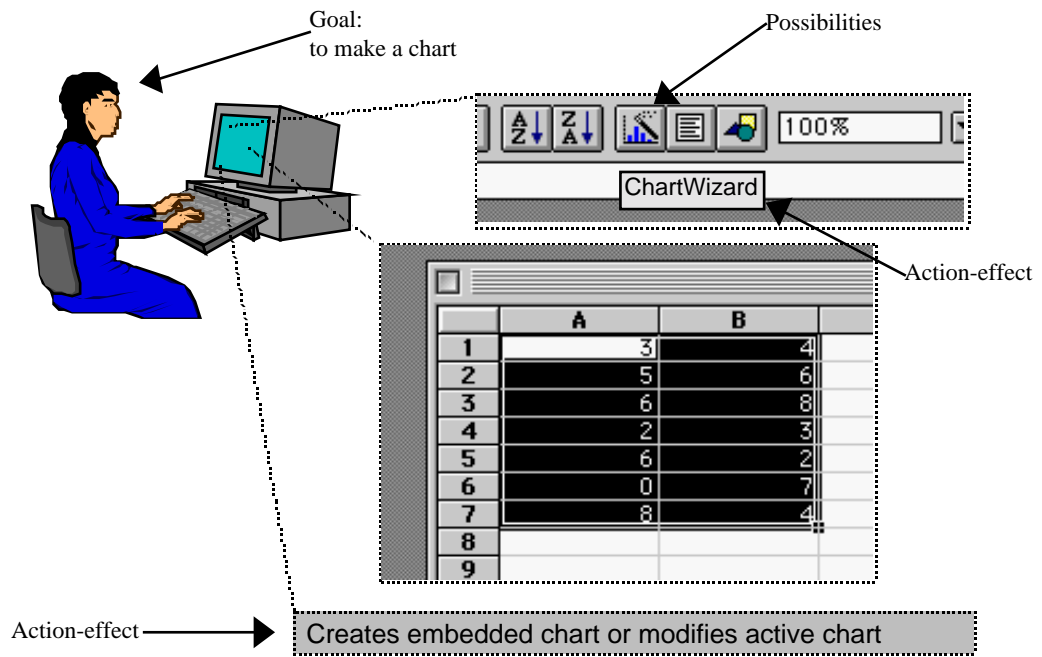 Goal:
to make a chart
Possibilities
A Z Z A 100%
ChartWizard
Action-effect
A B
1 3 4
2 5 6
3 6 8
4 2 3
5 6 2
6 0 7
7 8 4
8
9
Action-effect
Creates embedded chart or modifies active chart